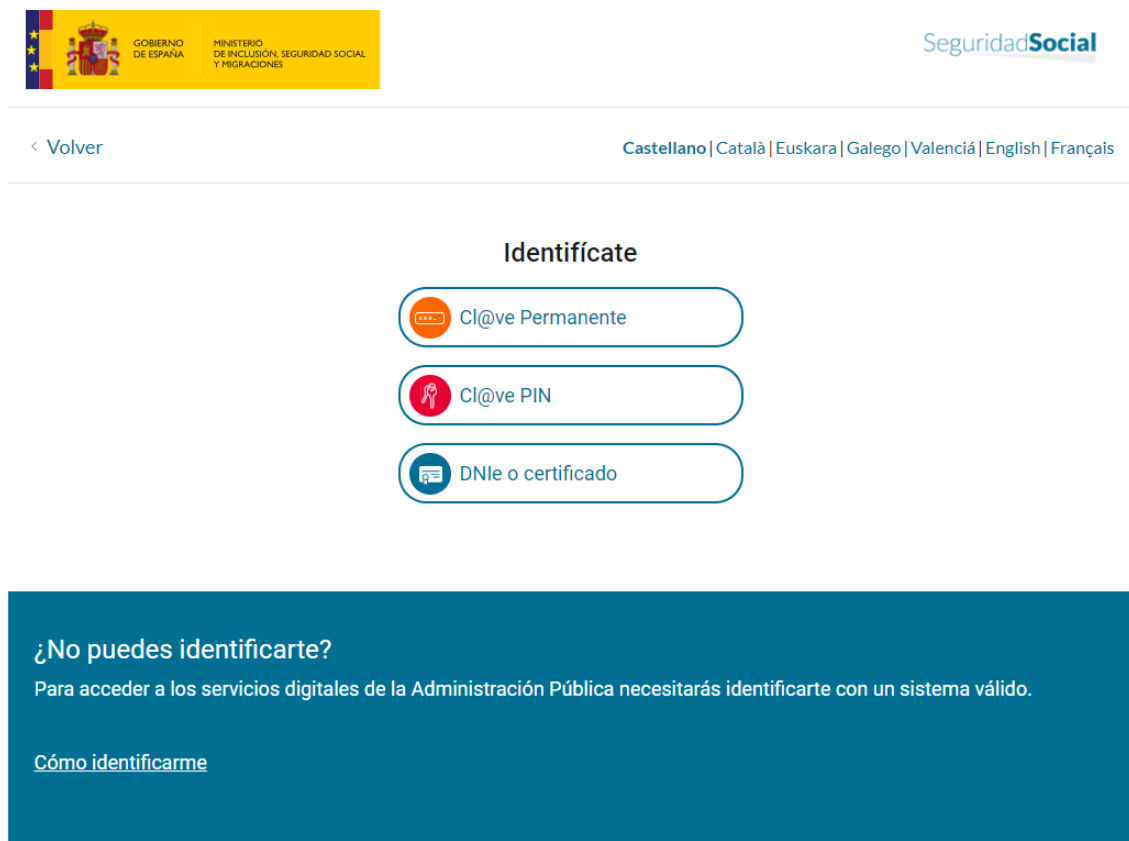 GOBIERNO
DE ESPAÑA
MINISTERIO
DE INCLUSIÓN, SEGURIDAD SOCIAL
Y MIGRACIONES
SeguridadSocial
< Volver
Castellano | Català | Euskara | Galego | Valenciá | English | Français
Identifícate
Cl@ve Permanente
Cl@ve PIN
DNIe o certificado
¿No puedes identificarte?
Para acceder a los servicios digitales de la Administración Pública necesitarás identificarte con un sistema válido.
Cómo identificarme